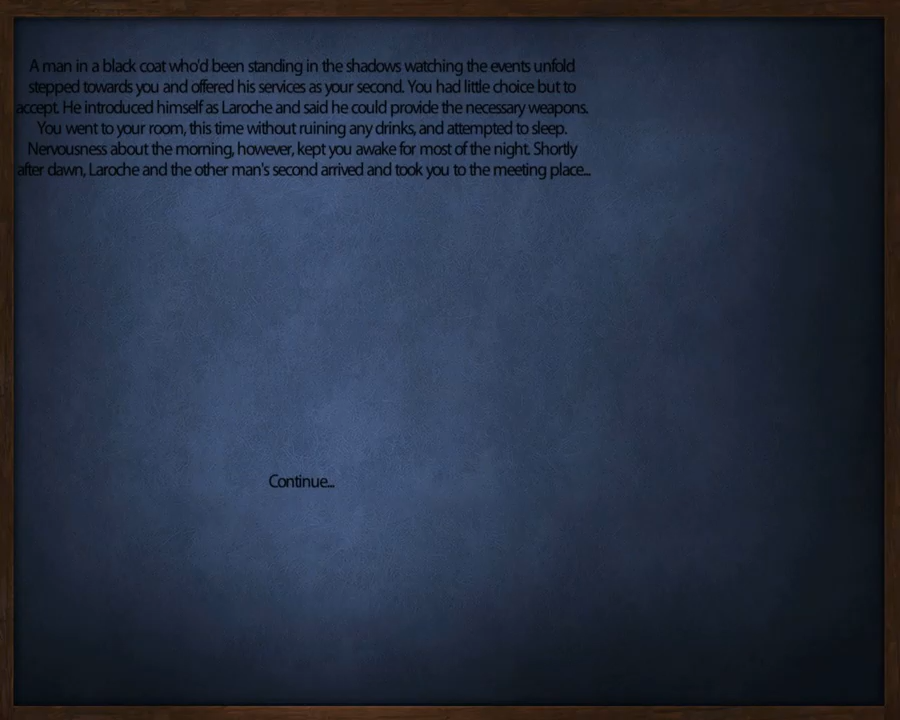 A man in a black coat who'd been standing in the shadows watching the events unfold
stepped towards you and offered his services as your second. You had little choice but to
accept. He introduced himself as Laroche and said he could provide the necessary weapons.
You went to your room, this time without ruining any drinks, and attempted to sleep.
Nervousness about the morning, however, kept you awake for most of the night. Shortly
after dawn, Laroche and the other man's second arrived and took you to the meeting place...
Continue...